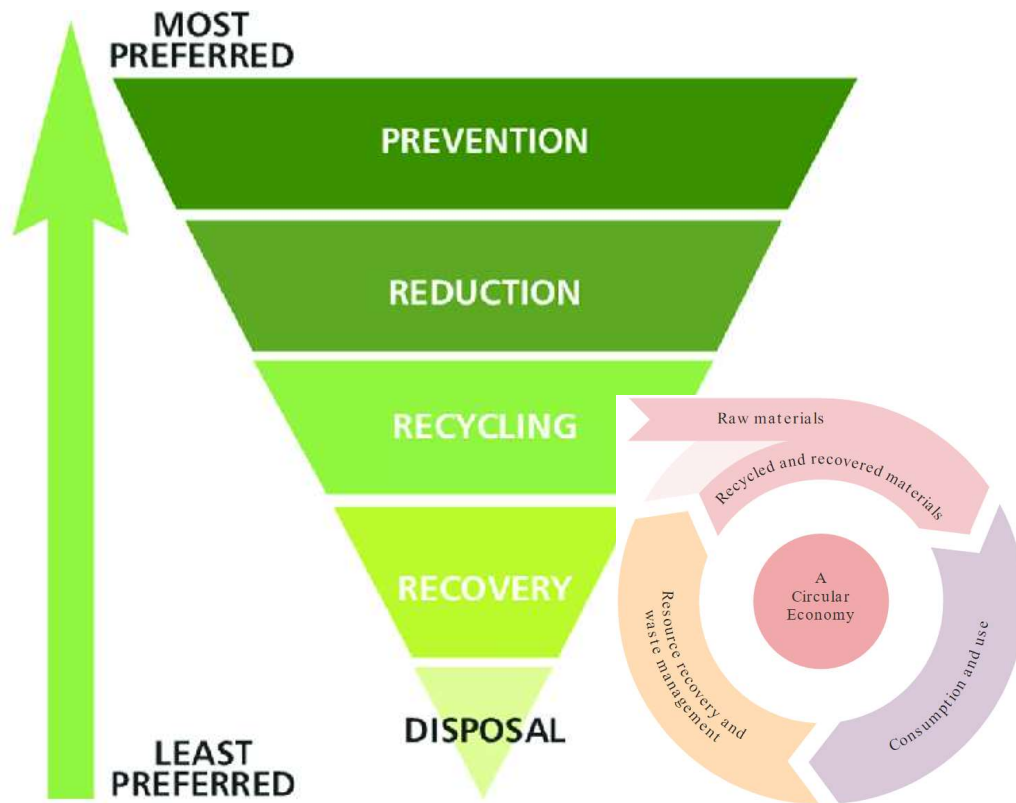 MOST
PREFERRED
PREVENTION
REDUCTION
RECYCLING
RECOVERY
DISPOSAL
LEAST
PREFERRED
Raw materials
Recycled and recovered materials
A
Circular
Economy
Consumption and use
Resource recovery and
waste management